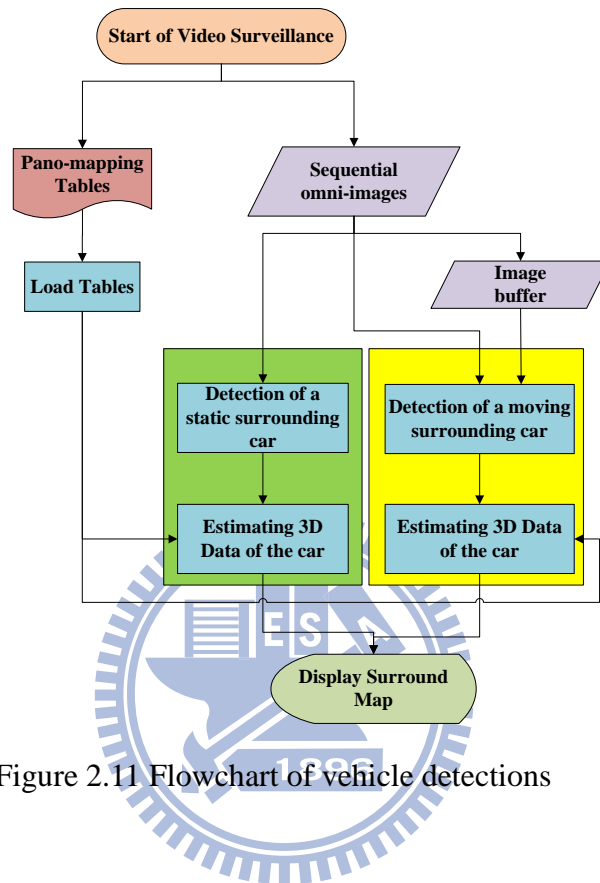 Start of Video Surveillance
Pano-mapping
Tables
Sequential
omni-images
Load Tables
Image
buffer
Detection of a
static surrounding
car
Detection of a moving
surrounding car
Estimating 3D
Data of the car
Estimating 3D Data
of the car
E S A
Display Surround
Map
1896
Figure 2.11 Flowchart of vehicle detections